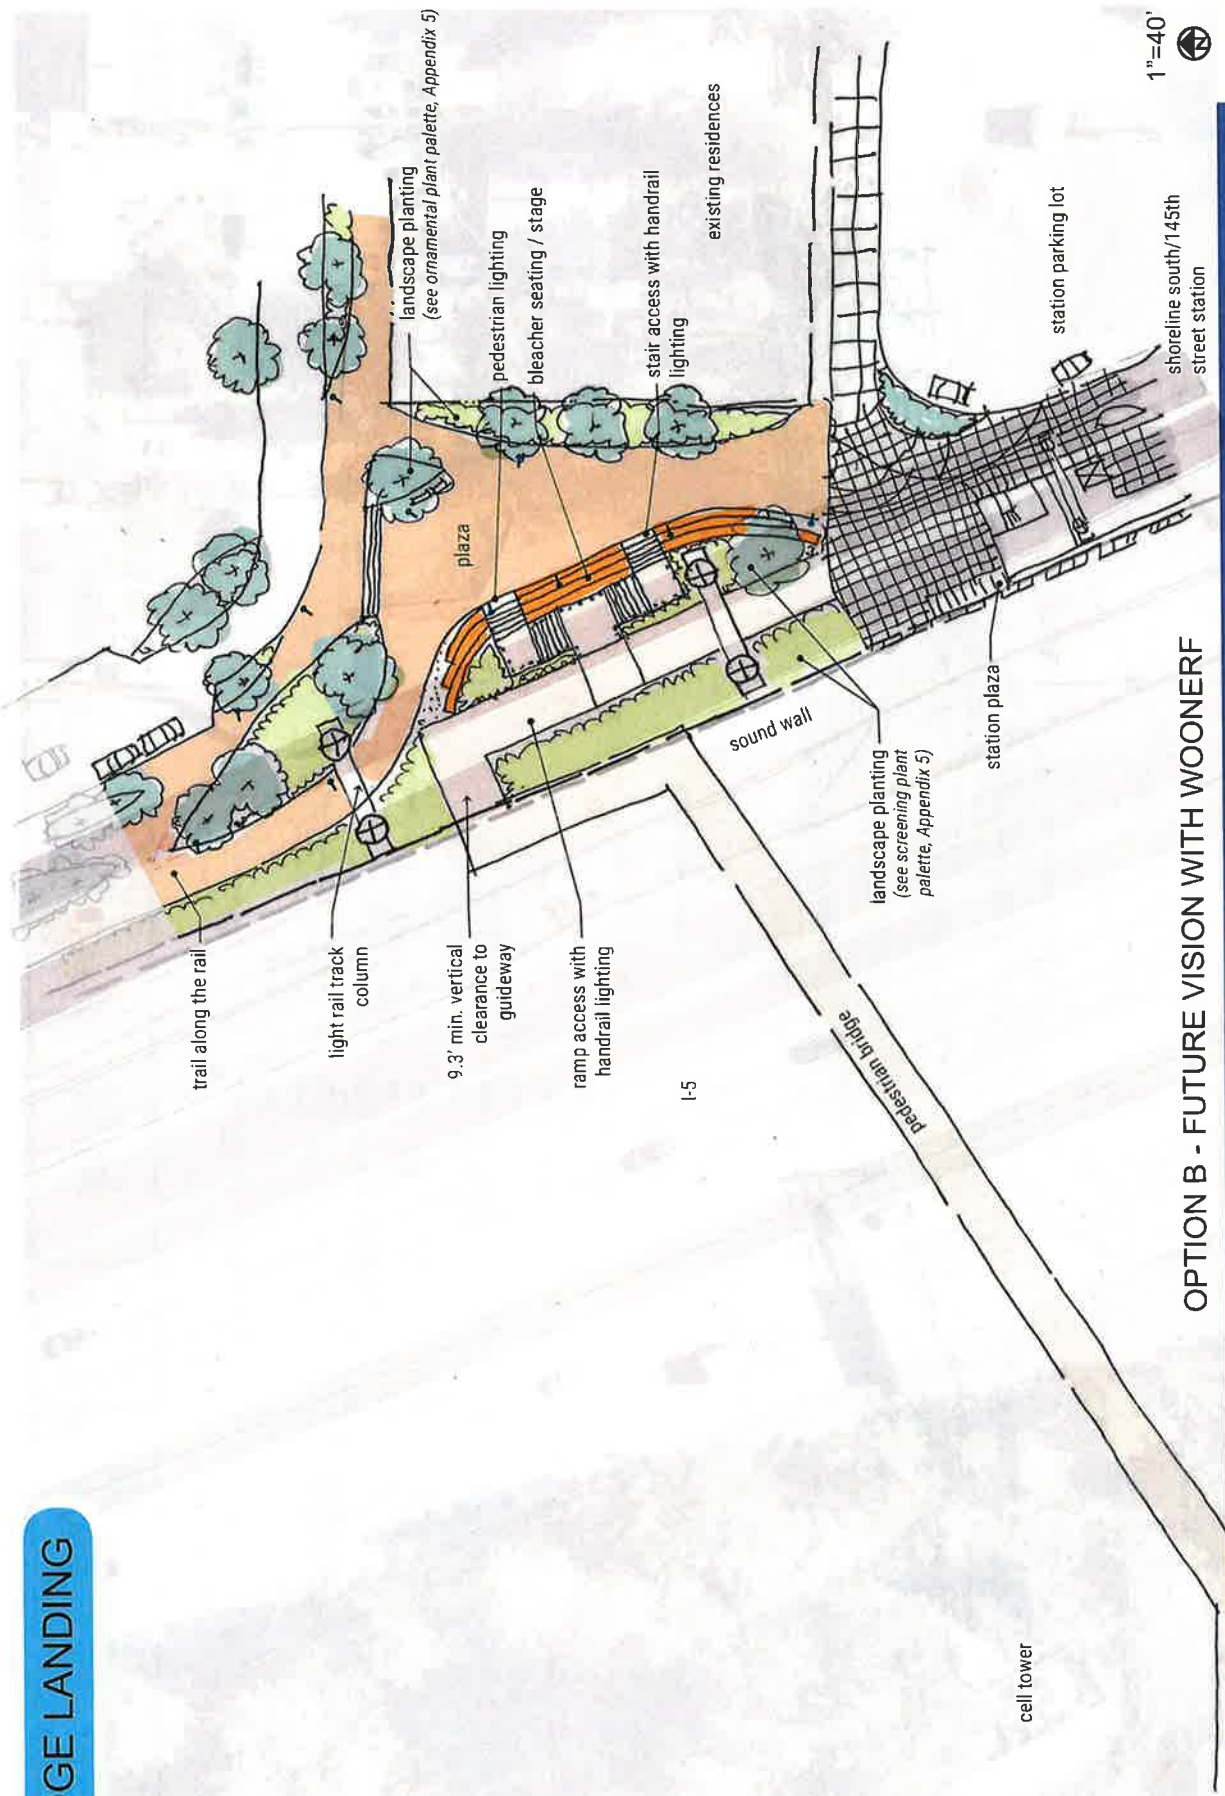 GE LANDING
trail along the rail
light rail track
column
9.3' min. vertical
clearance to
guideway
ramp access with
handrail lighting
I-5
pedestrian bridge
cell tower
sound wall
landscape planting
(see screening plant
palette, Appendix 5)
station plaza
plaza
landscape planting
(see ornamental plant palette, Appendix 5)
pedestrian lighting
bleacher seating / stage
stair access with handrail
lighting
existing residences
station parking lot
shoreline south/145th
street station
1"=40'
N
OPTION B - FUTURE VISION WITH WOONERF